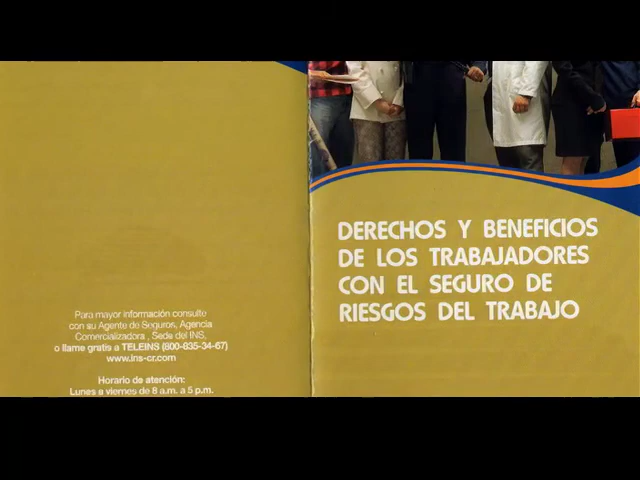 Para mayor información consulte
con su Agente de Seguros, Agencia
Comercializadora , Sede del INS,
o llame gratis a TELEINS (800-835-34-67)
www.ins-cr.com
Horario de atención:
Lunes a viernes de 8 a.m. a 5 p.m.
DERECHOS Y BENEFICIOS
DE LOS TRABAJADORES
CON EL SEGURO DE
RIESGOS DEL TRABAJO